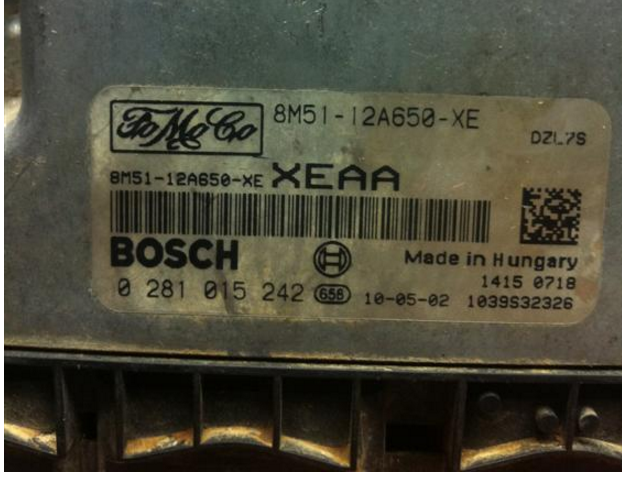 FoMoCo 8M51-12A650-XE
DZL7S
8M51-12A650-XE XEAA
BOSCH Made in Hungary
1415 0718
0 281 015 242 658 10-05-02 1039S32326